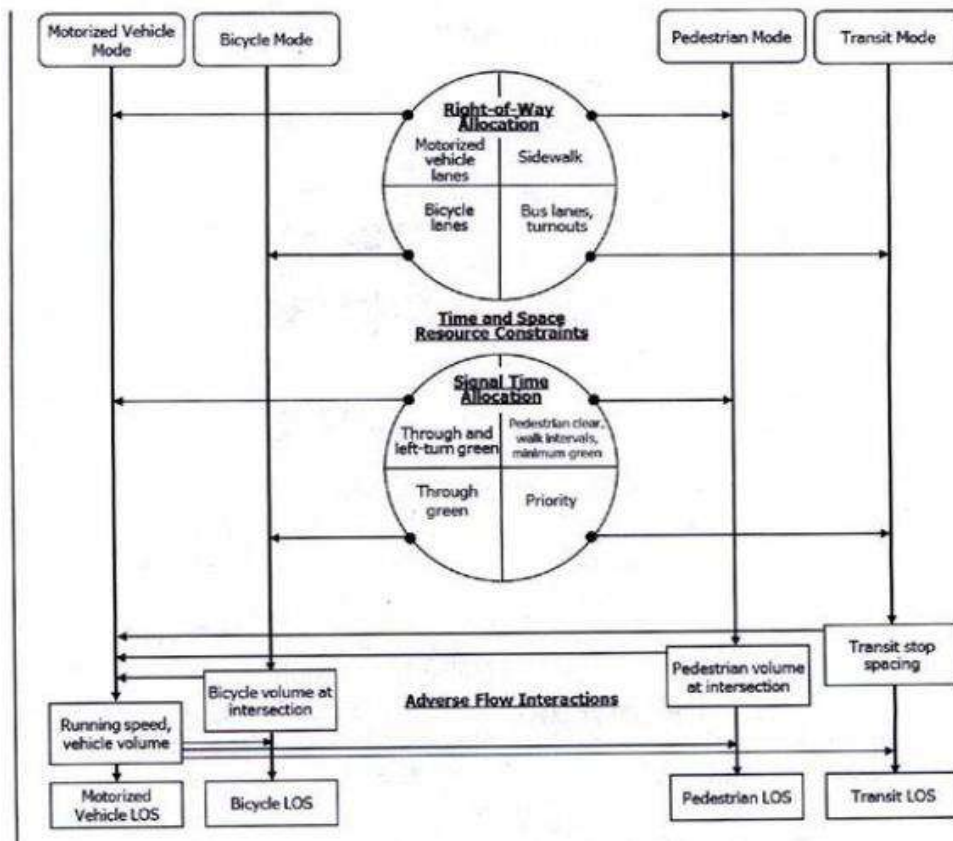 Motorized Vehicle
Mode
Bicycle Mode
Pedestrian Mode
Transit Mode
Right-of-Way
Allocation
Motorized
vehicle
lanes
Sidewalk
Bicycle
lanes
Bus lanes,
turnouts
Time and Space
Resource Constraints
Signal Time
Allocation
Through and
left-turn green
Pedestrian clear,
walk intervals,
minimum green
Through
green
Priority
Transit stop
spacing
Pedestrian volume
at intersection
Bicycle volume at
intersection
Adverse Flow Interactions
Running speed,
vehicle volume
Motorized
Vehicle LOS
Bicycle LOS
Pedestrian LOS
Transit LOS